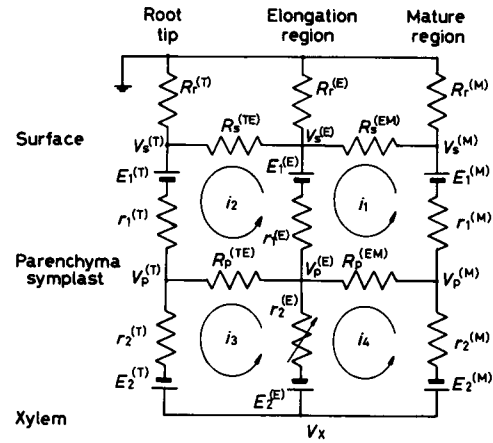 Root tip Elongation region Mature region
Rr(T) Rr(E) Rr(M)
Rs(TE) Rs(EM)
Surface Vs(T) Vs(E) Vs(M)
E1(T) E1(E) E1(M)
i2 i1
r1(T) r1(E) r1(M)
Rp(TE) Rp(EM)
Parenchyma symplast Vp(T) Vp(E) Vp(M)
r2(T) r2(E) r2(M)
i3 i4
E2(T) E2(E) E2(M)
Xylem Vx